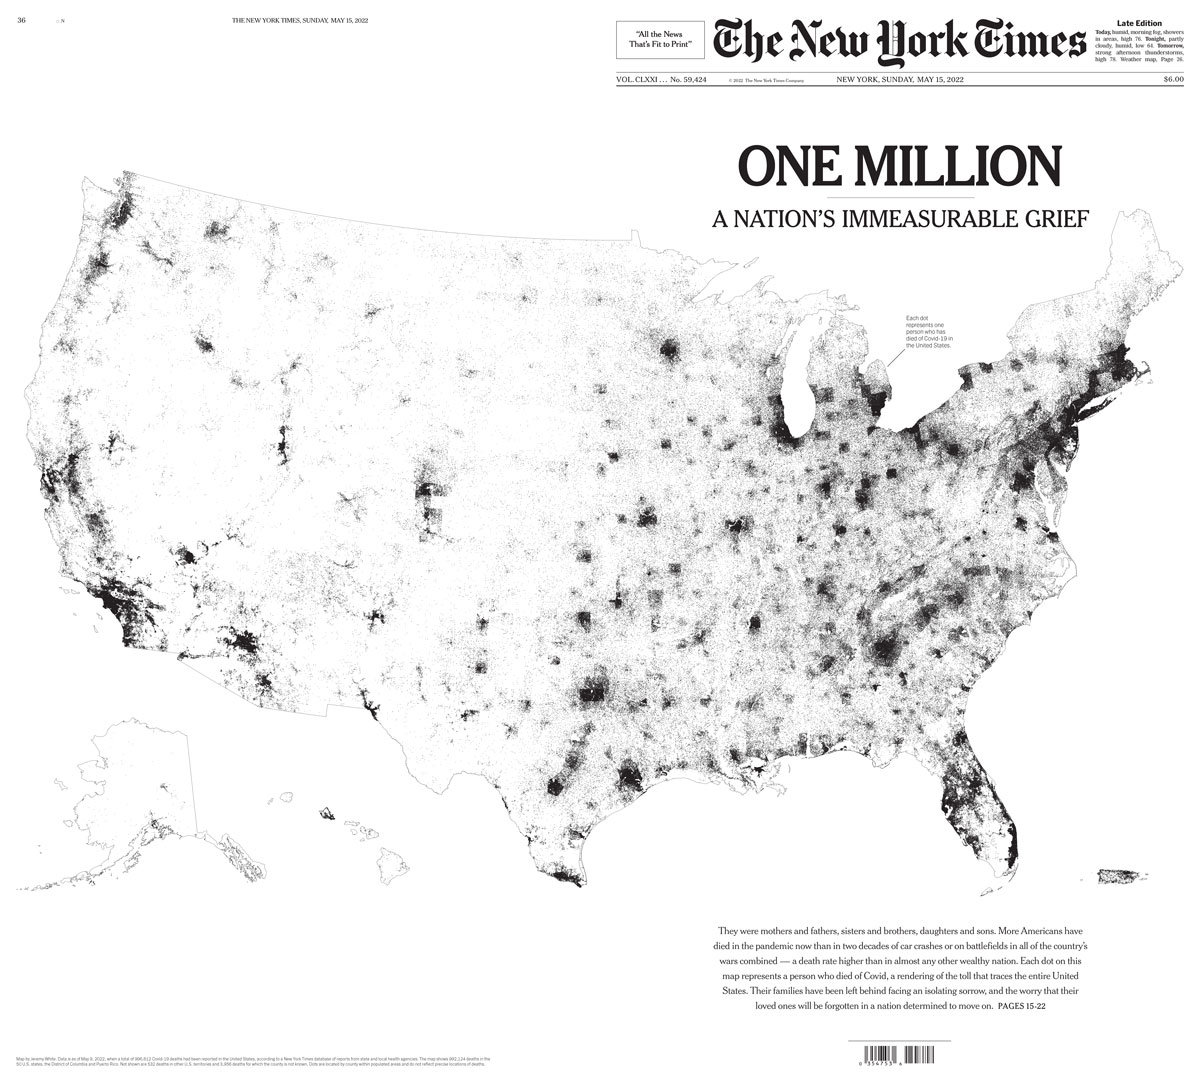 36
N
THE NEW YORK TIMES, SUNDAY, MAY 15, 2022
“All the News
That’s Fit to Print”
The New York Times
Late Edition
Today, humid, morning fog, showers
in areas, high 76. Tonight, partly
cloudy, humid, low 64. Tomorrow,
strong afternoon thunderstorms,
high 78. Weather map, Page 26.
VOL. CLXXI . . . No. 59,424
© 2022 The New York Times Company
NEW YORK, SUNDAY, MAY 15, 2022
$6.00
ONE MILLION
A NATION’S IMMEASURABLE GRIEF
Each dot
represents one
person who has
died of Covid-19 in
the United States.
They were mothers and fathers, sisters and brothers, daughters and sons. More Americans have
died in the pandemic now than in two decades of car crashes or on battlefields in all of the country’s
wars combined — a death rate higher than in almost any other wealthy nation. Each dot on this
map represents a person who died of Covid, a rendering of the toll that traces the entire United
States. Their families have been left behind facing an isolating sorrow, and the worry that their
loved ones will be forgotten in a nation determined to move on. PAGES 15-22
Map by Jeremy White. Data is as of May 9, 2022, when a total of Covid-19 deaths had been reported in the United States, according to a New York Times database of reports from state and local health agencies. The map shows deaths in the
50 U.S. states, the District of Columbia and Puerto Rico. Not shown are 532 deaths in other U.S. territories and deaths for which the county is not known. Dots are located by county within populated areas and do not reflect precise locations of deaths.
0 354753 6